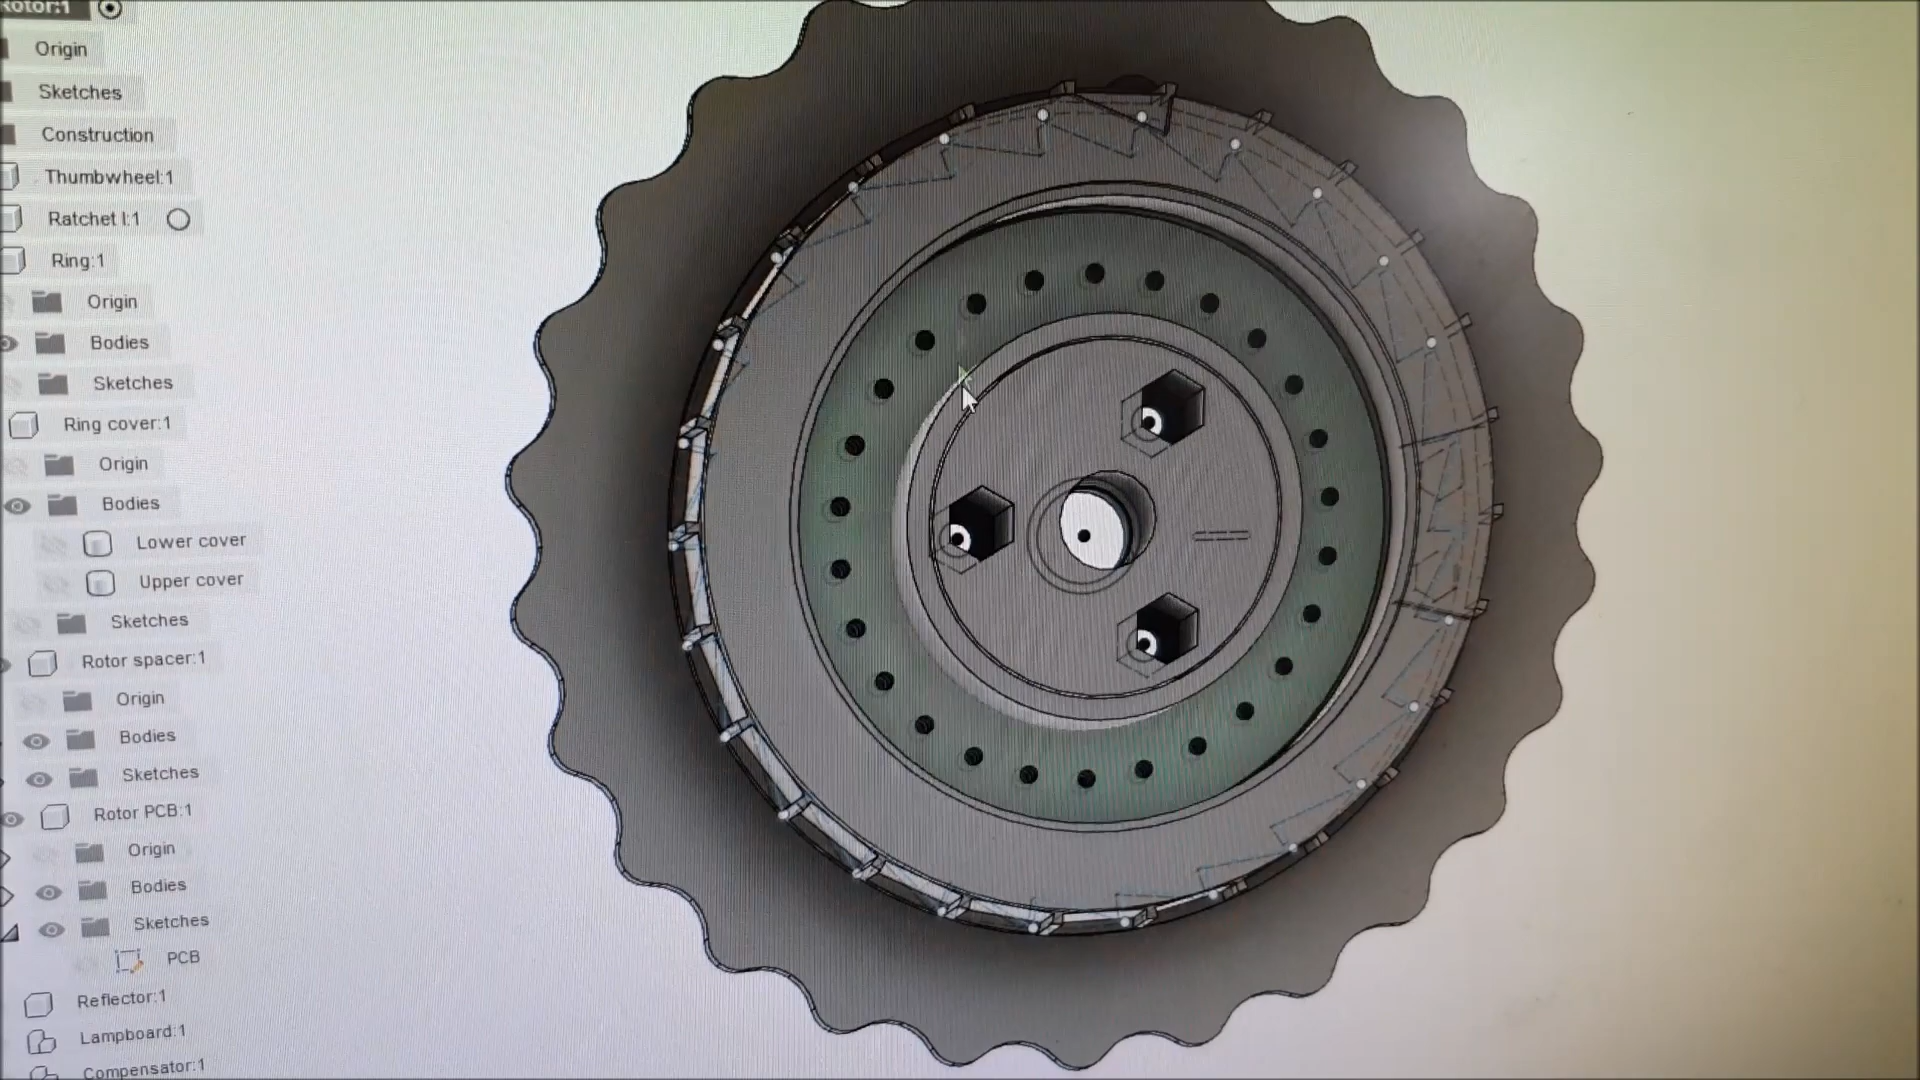 Rotor:1
Origin
Sketches
Construction
Thumbwheel:1
Ratchet l:1
Ring:1
Origin
Bodies
Sketches
Ring cover:1
Origin
Bodies
Lower cover
Upper cover
Sketches
Rotor spacer:1
Origin
Bodies
Sketches
Rotor PCB:1
Origin
Bodies
Sketches
PCB
Reflector:1
Lampboard:1
Compensator:1